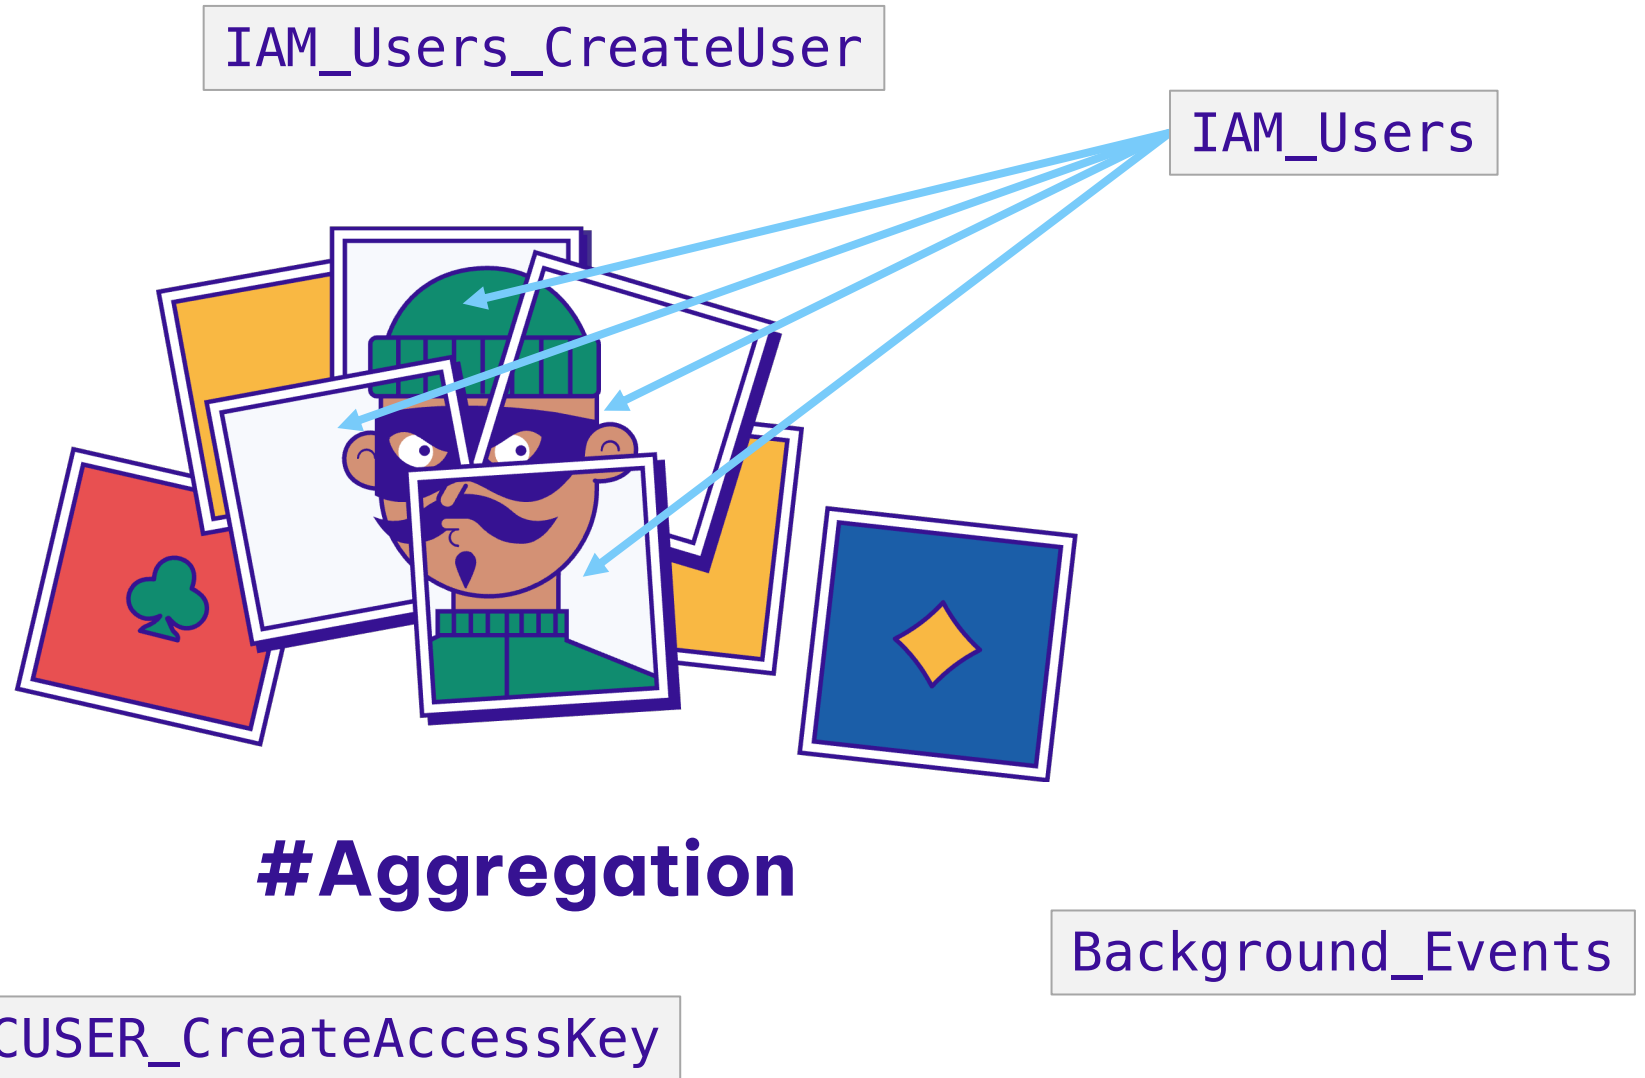 IAM_Users_CreateUser
IAM_Users
#Aggregation
Background_Events
CUSER_CreateAccessKey